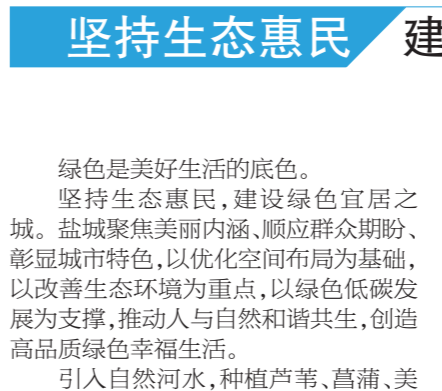 坚持生态惠民 建
绿色是美好生活的底色。
坚持生态惠民,建设绿色宜居之
城。盐城聚焦美丽内涵、顺应群众期盼、
彰显城市特色,以优化空间布局为基础,
以改善生态环境为重点,以绿色低碳发
展为支撑,推动人与自然和谐共生,创造
高品质绿色幸福生活。
引入自然河水,种植芦苇、菖蒲、美